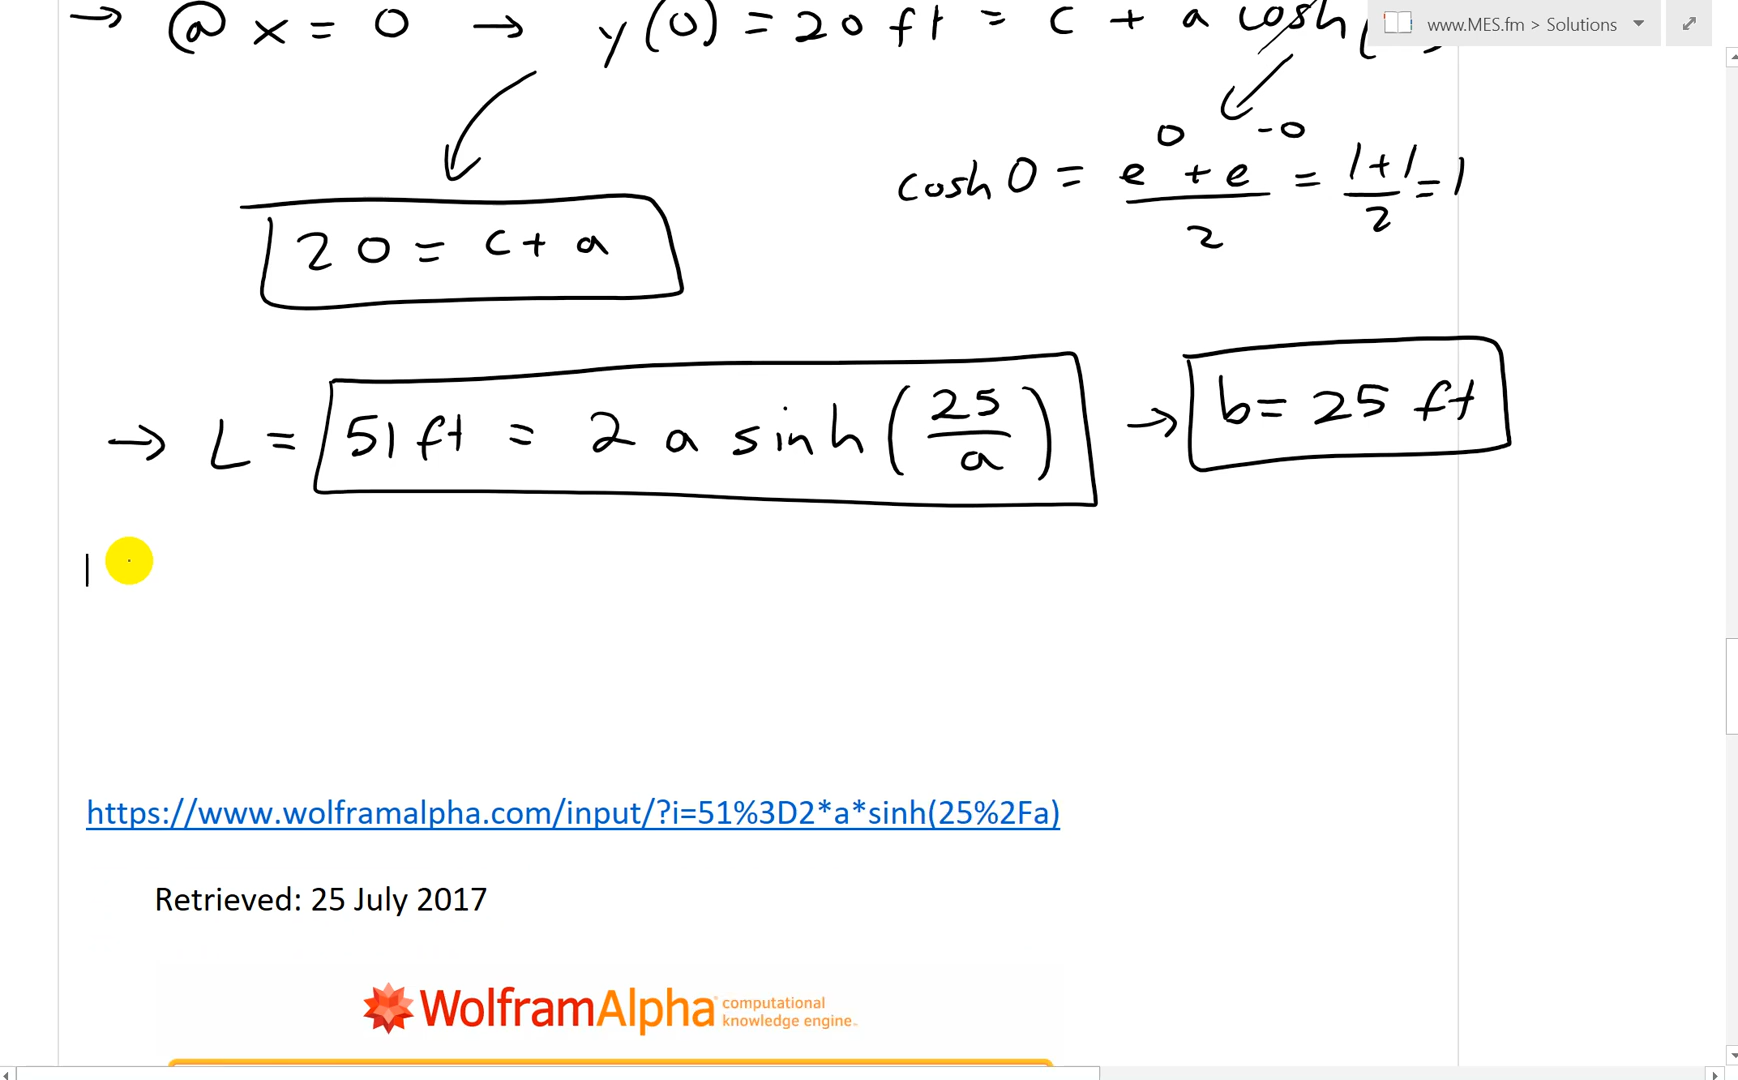 → @ x = 0 → y(0) = 20 ft = c + a cosh(
www.MES.fm > Solutions
cosh 0 = (e^0 + e^-0)/2 = (1+1)/2 = 1
20 = c + a
→ L = 51 ft = 2 a sinh(25/a) → b = 25 ft
https://www.wolframalpha.com/input/?i=51%3D2*a*sinh(25%2Fa)
Retrieved: 25 July 2017
WolframAlpha computational
knowledge engine